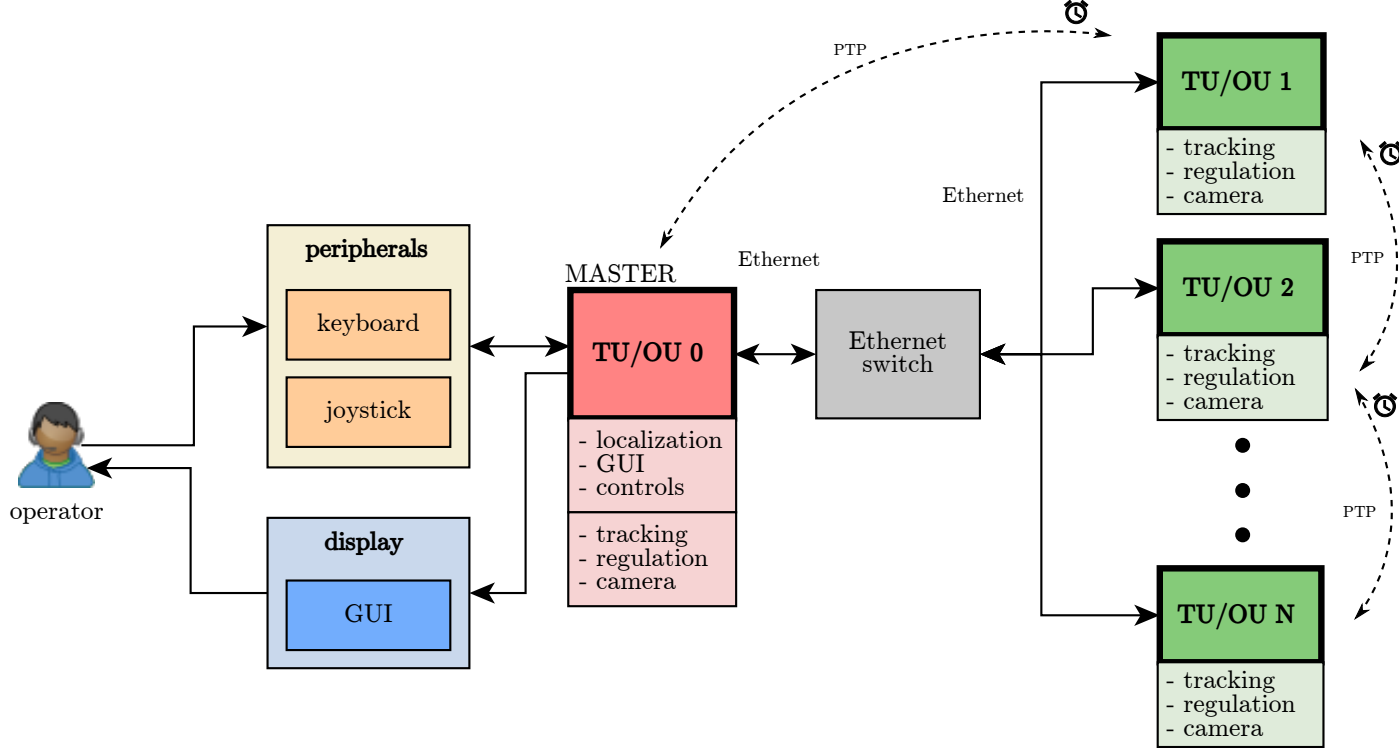 PTP
TU/OU 1
- tracking
- regulation
- camera
Ethernet
peripherals
keyboard
joystick
MASTER
Ethernet
TU/OU 0
- localization
- GUI
- controls
- tracking
- regulation
- camera
Ethernet
switch
TU/OU 2
- tracking
- regulation
- camera
PTP
operator
display
GUI
PTP
TU/OU N
- tracking
- regulation
- camera